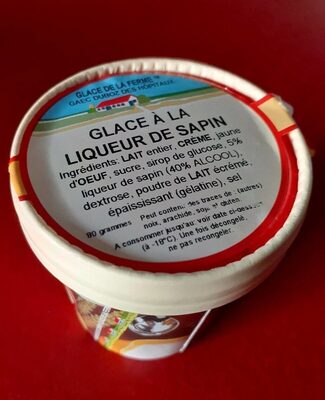 GLACE DE LA FERME
GAEC DUBOZ DES HÔPITAUX
GLACE À LA
LIQUEUR DE SAPIN
Ingrédients: LAIT entier, CRÈME, jaune
d'OEUF, sucre, sirop de glucose, 5%
liqueur de sapin (40% ALCOOL),
dextrose, poudre de LAIT écrémé,
épaississant (gélatine), sel
80 grammes
Peut contenir des traces de (autres)
noix, arachide, soja et gluten
A consommer jusqu'au: voir date ci-dessous
(à -18°C). Une fois décongelé,
ne pas recongeler.